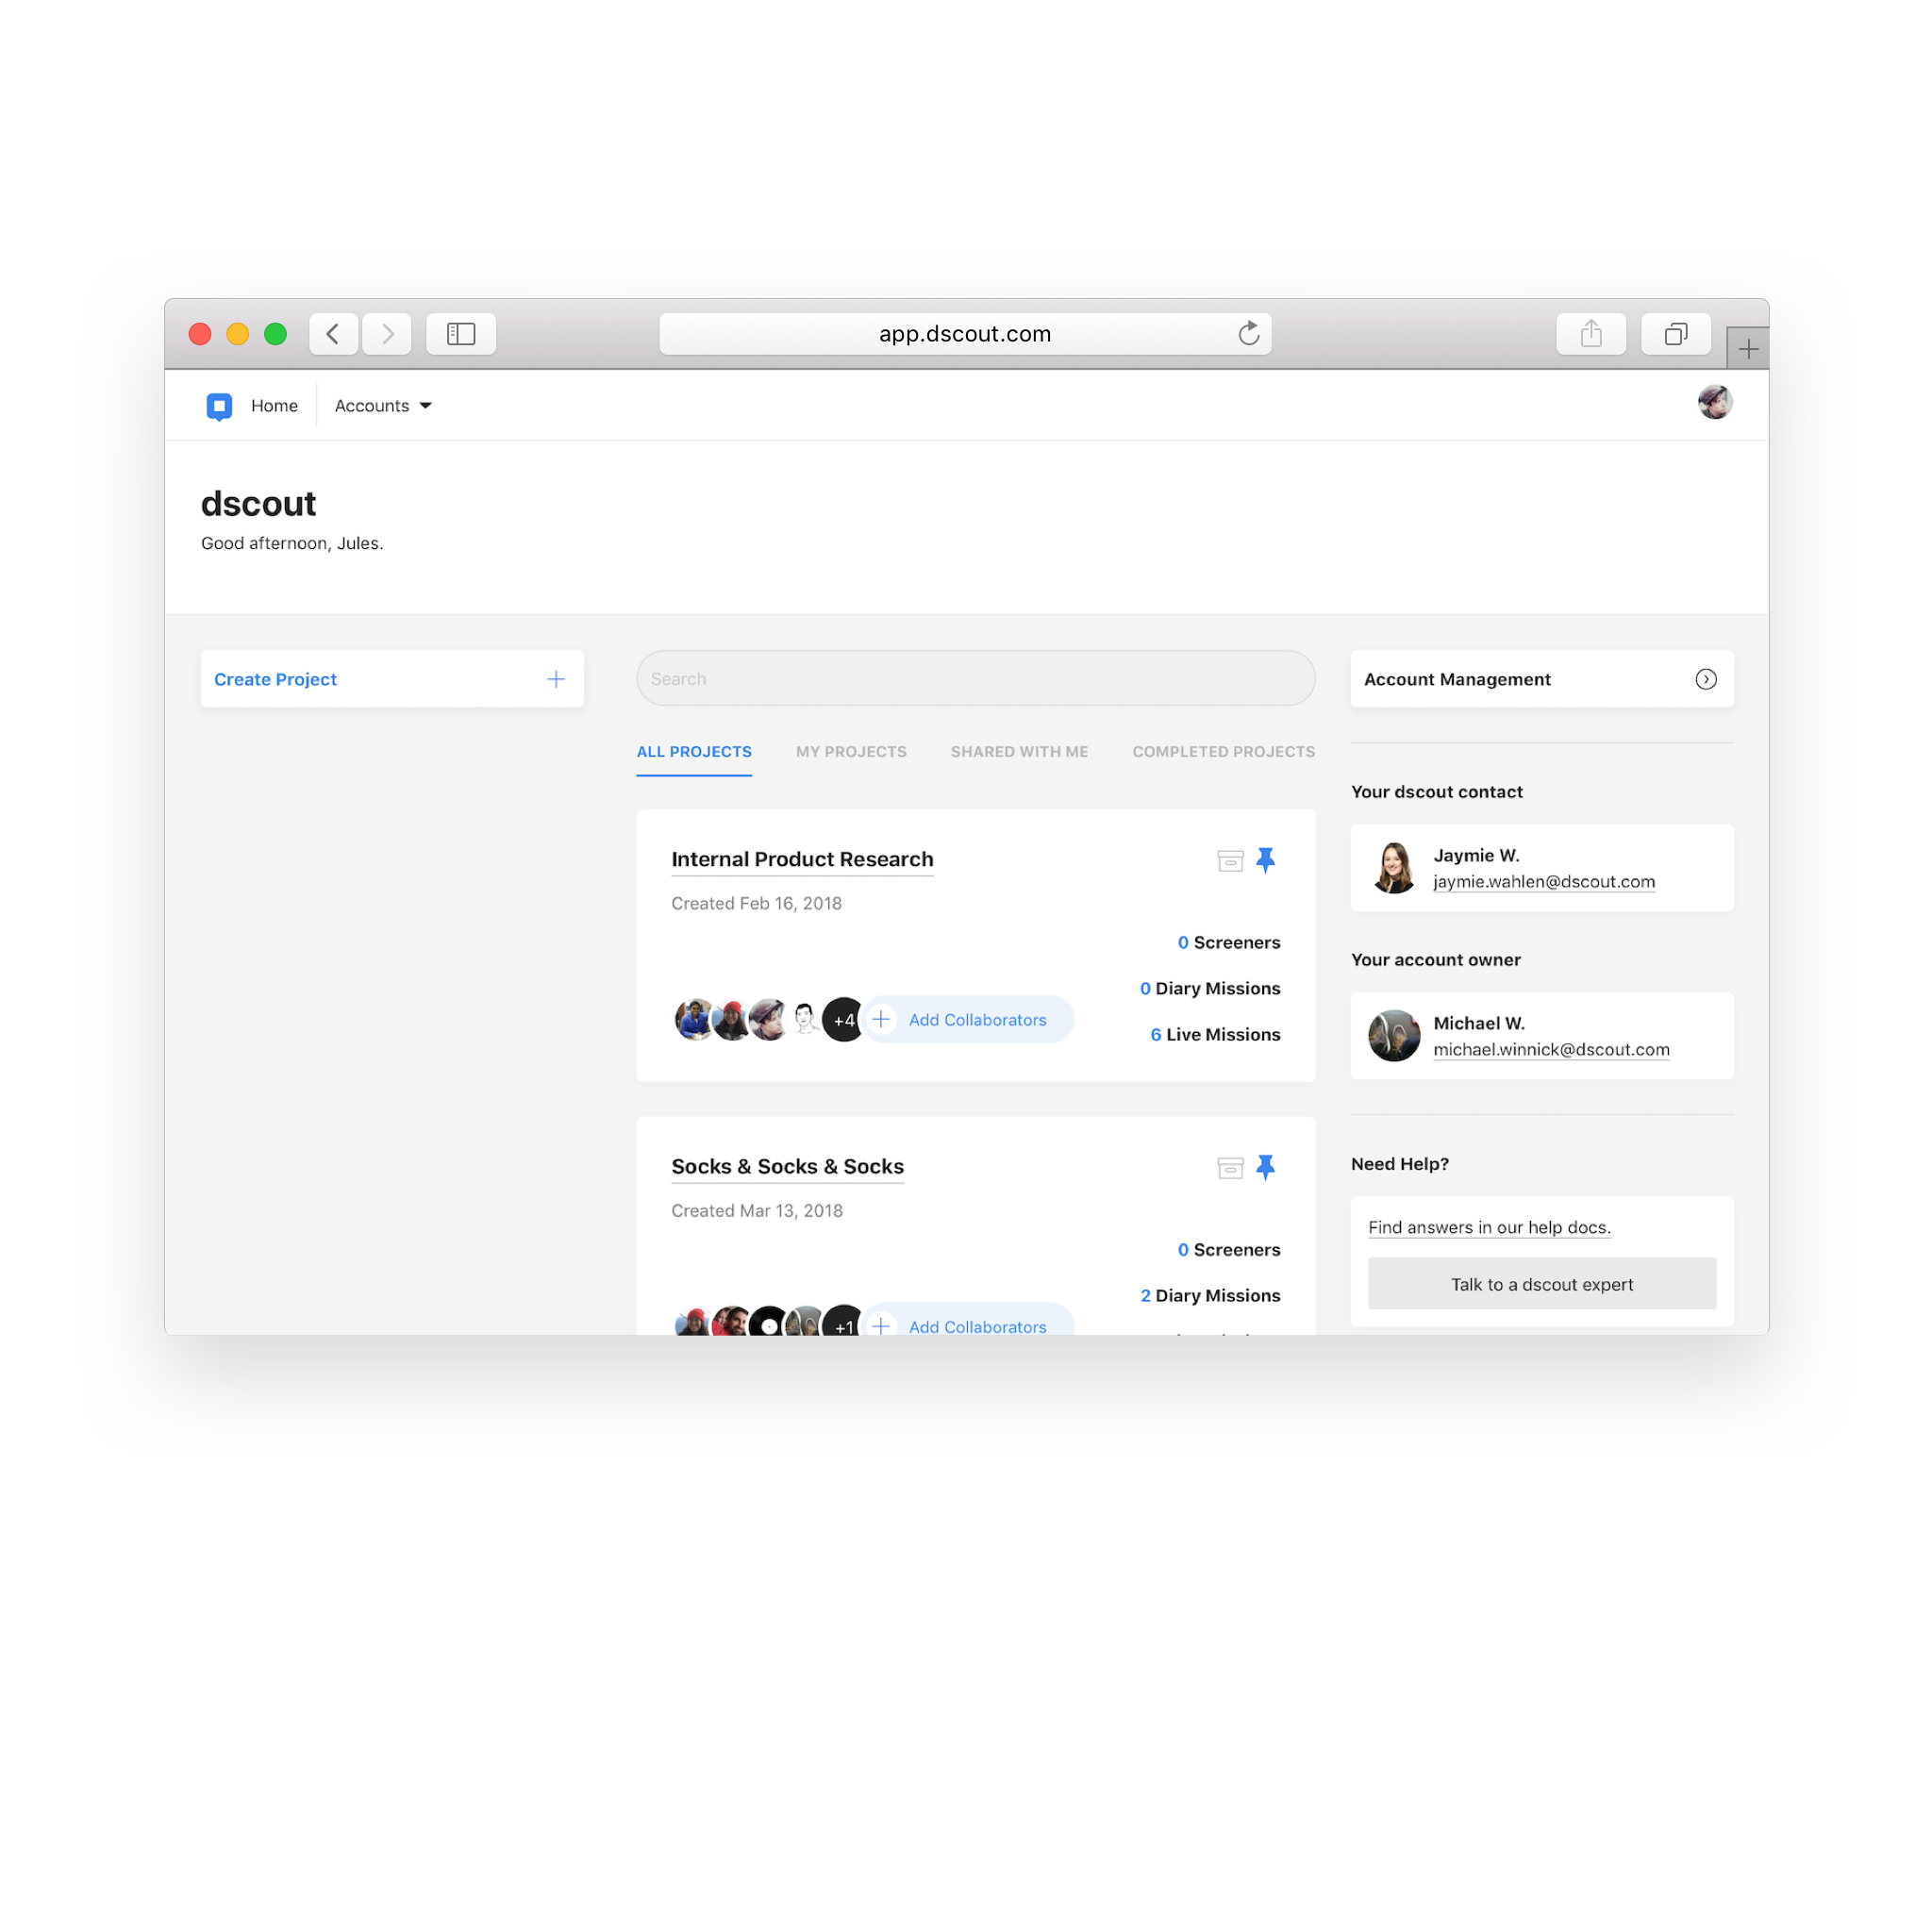 app.dscout.com
Home
Accounts
dscout
Good afternoon, Jules.
Create Project
Search
ALL PROJECTS
MY PROJECTS
SHARED WITH ME
COMPLETED PROJECTS
Internal Product Research
Created Feb 16, 2018
0 Screeners
0 Diary Missions
6 Live Missions
+4
Add Collaborators
Socks & Socks & Socks
Created Mar 13, 2018
0 Screeners
2 Diary Missions
+1
Add Collaborators
Account Management
Your dscout contact
Jaymie W.
jaymie.wahlen@dscout.com
Your account owner
Michael W.
michael.winnick@dscout.com
Need Help?
Find answers in our help docs.
Talk to a dscout expert